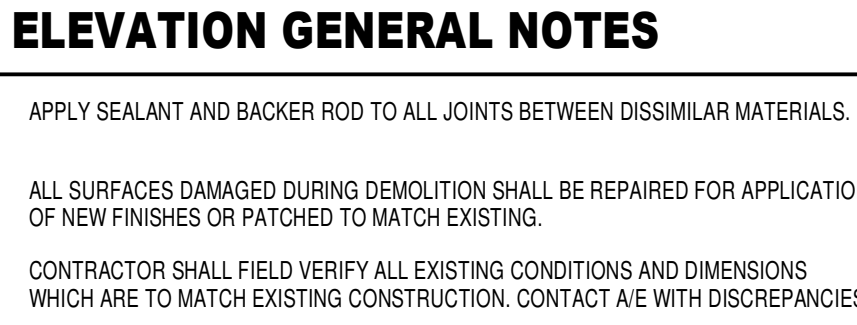 ELEVATION GENERAL NOTES
APPLY SEALANT AND BACKER ROD TO ALL JOINTS BETWEEN DISSIMILAR MATERIALS.
ALL SURFACES DAMAGED DURING DEMOLITION SHALL BE REPAIRED FOR APPLICATIO
OF NEW FINISHES OR PATCHED TO MATCH EXISTING.
CONTRACTOR SHALL FIELD VERIFY ALL EXISTING CONDITIONS AND DIMENSIONS
WHICH ARE TO MATCH EXISTING CONSTRUCTION. CONTACT A/E WITH DISCREPANCIES